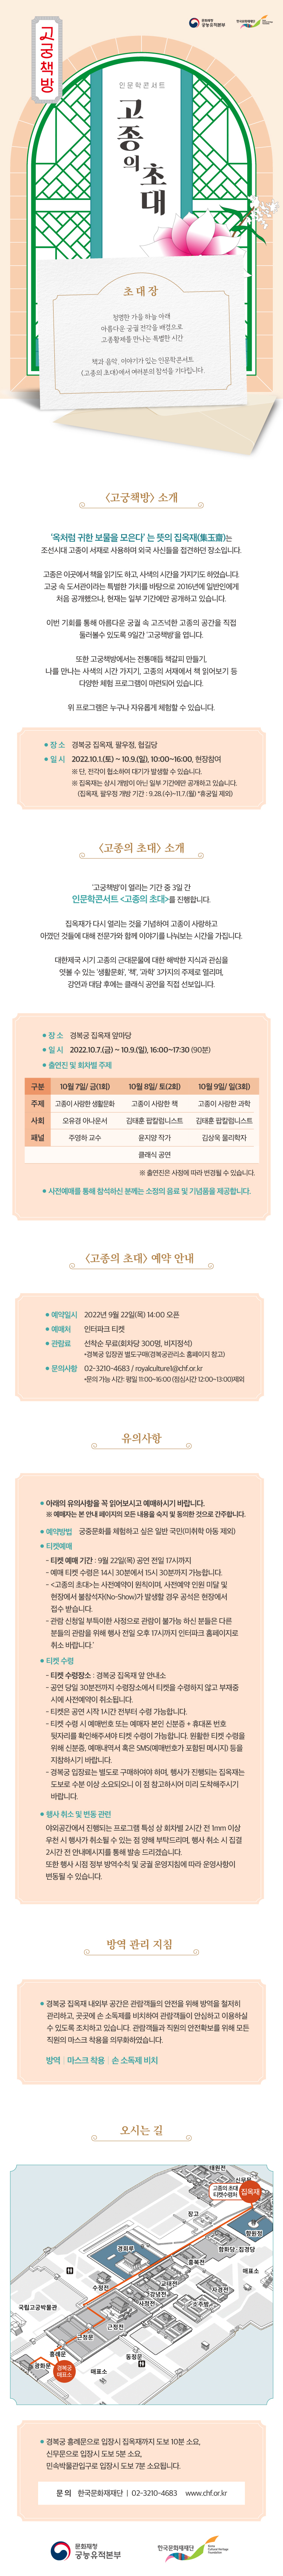 고궁책방
문화재청
궁능유적본부
한국문화재재단
인문학콘서트
고종의 초대
초대장
청명한 가을 하늘 아래
아름다운 궁궐 전각을 배경으로
고종황제를 만나는 특별한 시간
책과 음악, 이야기가 있는 인문학콘서트
<고종의 초대>에서 여러분의 참석을 기다립니다.
<고궁책방> 소개
'옥처럼 귀한 보물을 모은다' 는 뜻의 집옥재(集玉齋)는
조선시대 고종이 서재로 사용하며 외국 사신들을 접견하던 장소입니다.
고종은 이곳에서 책을 읽기도 하고, 사색의 시간을 가지기도 하였습니다.
고궁 속 도서관이라는 특별한 가치를 바탕으로 2016년에 일반인에게
처음 공개했으나, 현재는 일부 기간에만 공개하고 있습니다.
이번 기회를 통해 아름다운 궁궐 속 고즈넉한 고종의 공간을 직접
둘러볼수 있도록 9일간 '고궁책방'을 엽니다.
또한 고궁책방에서는 전통매듭 책갈피 만들기,
나를 만나는 사색의 시간 가지기, 고종의 서재에서 책 읽어보기 등
다양한 체험 프로그램이 마련되어 있습니다.
위 프로그램은 누구나 자유롭게 체험할 수 있습니다.
• 장 소 경복궁 집옥재, 팔우정, 협길당
• 일 시 2022.10.1.(토) ~ 10.9.(일), 10:00~16:00, 현장참여
※ 단, 전각이 협소하여 대기가 발생할 수 있습니다.
※ 집옥재는 상시 개방이 아닌 일부 기간에만 공개하고 있습니다.
(집옥재, 팔우정 개방 기간 : 9.28.(수)~11.7.(월) *휴궁일 제외)
<고종의 초대> 소개
'고궁책방'이 열리는 기간 중 3일 간
인문학콘서트 <고종의 초대>를 진행합니다.
집옥재가 다시 열리는 것을 기념하여 고종이 사랑하고
아꼈던 것들에 대해 전문가와 함께 이야기를 나눠보는 시간을 가집니다.
대한제국 시기 고종의 근대문물에 대한 해박한 지식과 관심을
엿볼 수 있는 '생활문화', '책', '과학' 3가지의 주제로 열리며,
강연과 대담 후에는 클래식 공연을 직접 선보입니다.
• 장 소 경복궁 집옥재 앞마당
• 일 시 2022.10.7.(금) ~ 10.9.(일), 16:00~17:30 (90분)
• 출연진 및 회차별 주제
구분 10월 7일/ 금(1회) 10월 8일/ 토(2회) 10월 9일/ 일(3회)
주제 고종이 사랑한 생활문화 고종이 사랑한 책 고종이 사랑한 과학
사회 오유경 아나운서 김태훈 팝칼럼니스트 김태훈 팝칼럼니스트
패널 주영하 교수 윤지양 작가 김상욱 물리학자
클래식 공연
※ 출연진은 사정에 따라 변경될 수 있습니다.
• 사전예매를 통해 참석하신 분께는 소정의 음료 및 기념품을 제공합니다.
<고종의 초대> 예약 안내
• 예약일시 2022년 9월 22일(목) 14:00 오픈
• 예매처 인터파크 티켓
• 관람료 선착순 무료(회차당 300명, 비지정석)
*경복궁 입장권 별도구매(경복궁관리소 홈페이지 참고)
• 문의사항 02-3210-4683 / royalculture1@chf.or.kr
*문의 가능 시간: 평일 11:00~16:00 (점심시간 12:00~13:00)제외
유의사항
• 아래의 유의사항을 꼭 읽어보시고 예매하시기 바랍니다.
※ 예매자는 본 안내 페이지의 모든 내용을 숙지 및 동의한 것으로 간주합니다.
• 예약방법 궁중문화를 체험하고 싶은 일반 국민(미취학 아동 제외)
• 티켓예매
- 티켓 예매 기간 : 9월 22일(목) 공연 전일 17시까지
- 예매 티켓 수령은 14시 30분에서 15시 30분까지 가능합니다.
- <고종의 초대>는 사전예약이 원칙이며, 사전예약 인원 미달 및
현장에서 불참석자(No-Show)가 발생할 경우 공석은 현장에서
접수 받습니다.
- 관람 신청일 부득이한 사정으로 관람이 불가능 하신 분들은 다른
분들의 관람을 위해 행사 전일 오후 17시까지 인터파크 홈페이지로
취소 바랍니다.'
• 티켓 수령
- 티켓 수령장소 : 경복궁 집옥재 앞 안내소
- 공연 당일 30분전까지 수령장소에서 티켓을 수령하지 않고 부재중
시에 사전예약이 취소됩니다.
- 티켓은 공연 시작 1시간 전부터 수령 가능합니다.
- 티켓 수령 시 예매번호 또는 예매자 본인 신분증 + 휴대폰 번호
뒷자리를 확인해주셔야 티켓 수령이 가능합니다. 원활한 티켓 수령을
위해 신분증, 예매내역서 혹은 SMS(예매번호가 포함된 메시지) 등을
지참하시기 바랍니다.
- 경복궁 입장료는 별도로 구매하여야 하며, 행사가 진행되는 집옥재는
도보로 수분 이상 소요되오니 이 점 참고하시어 미리 도착해주시기
바랍니다.
• 행사 취소 및 변동 관련
야외공간에서 진행되는 프로그램 특성 상 회차별 2시간 전 1mm 이상
우천 시 행사가 취소될 수 있는 점 양해 부탁드리며, 행사 취소 시 집결
2시간 전 안내메시지를 통해 발송 드리겠습니다.
또한 행사 시점 정부 방역수칙 및 궁궐 운영지침에 따라 운영사항이
변동될 수 있습니다.
방역 관리 지침
• 경복궁 집옥재 내외부 공간은 관람객들의 안전을 위해 방역을 철저히
관리하고, 곳곳에 손 소독제를 비치하여 관람객들이 안심하고 이용하실
수 있도록 조치하고 있습니다. 관람객들과 직원의 안전확보를 위해 모든
직원의 마스크 착용을 의무화하였습니다.
방역 | 마스크 착용 | 손 소독제 비치
오시는 길
태원전
신무문
고종의 초대
티켓수령처
집옥재
장고
향원정
경회루
함화당·집경당
흥복전
매표소
수정전
교태전
강녕전
자경전
사정전
소주방
국립고궁박물관
근정전
근정문
흥례문
동청문
광화문
경복궁
매표소
매표소
• 경복궁 흥례문으로 입장시 집옥재까지 도보 10분 소요,
신무문으로 입장시 도보 5분 소요,
민속박물관입구로 입장시 도보 7분 소요됩니다.
문 의 한국문화재재단 | 02-3210-4683 www.chf.or.kr
문화재청
궁능유적본부
한국문화재재단
Korea
Cultural Heritage
Foundation